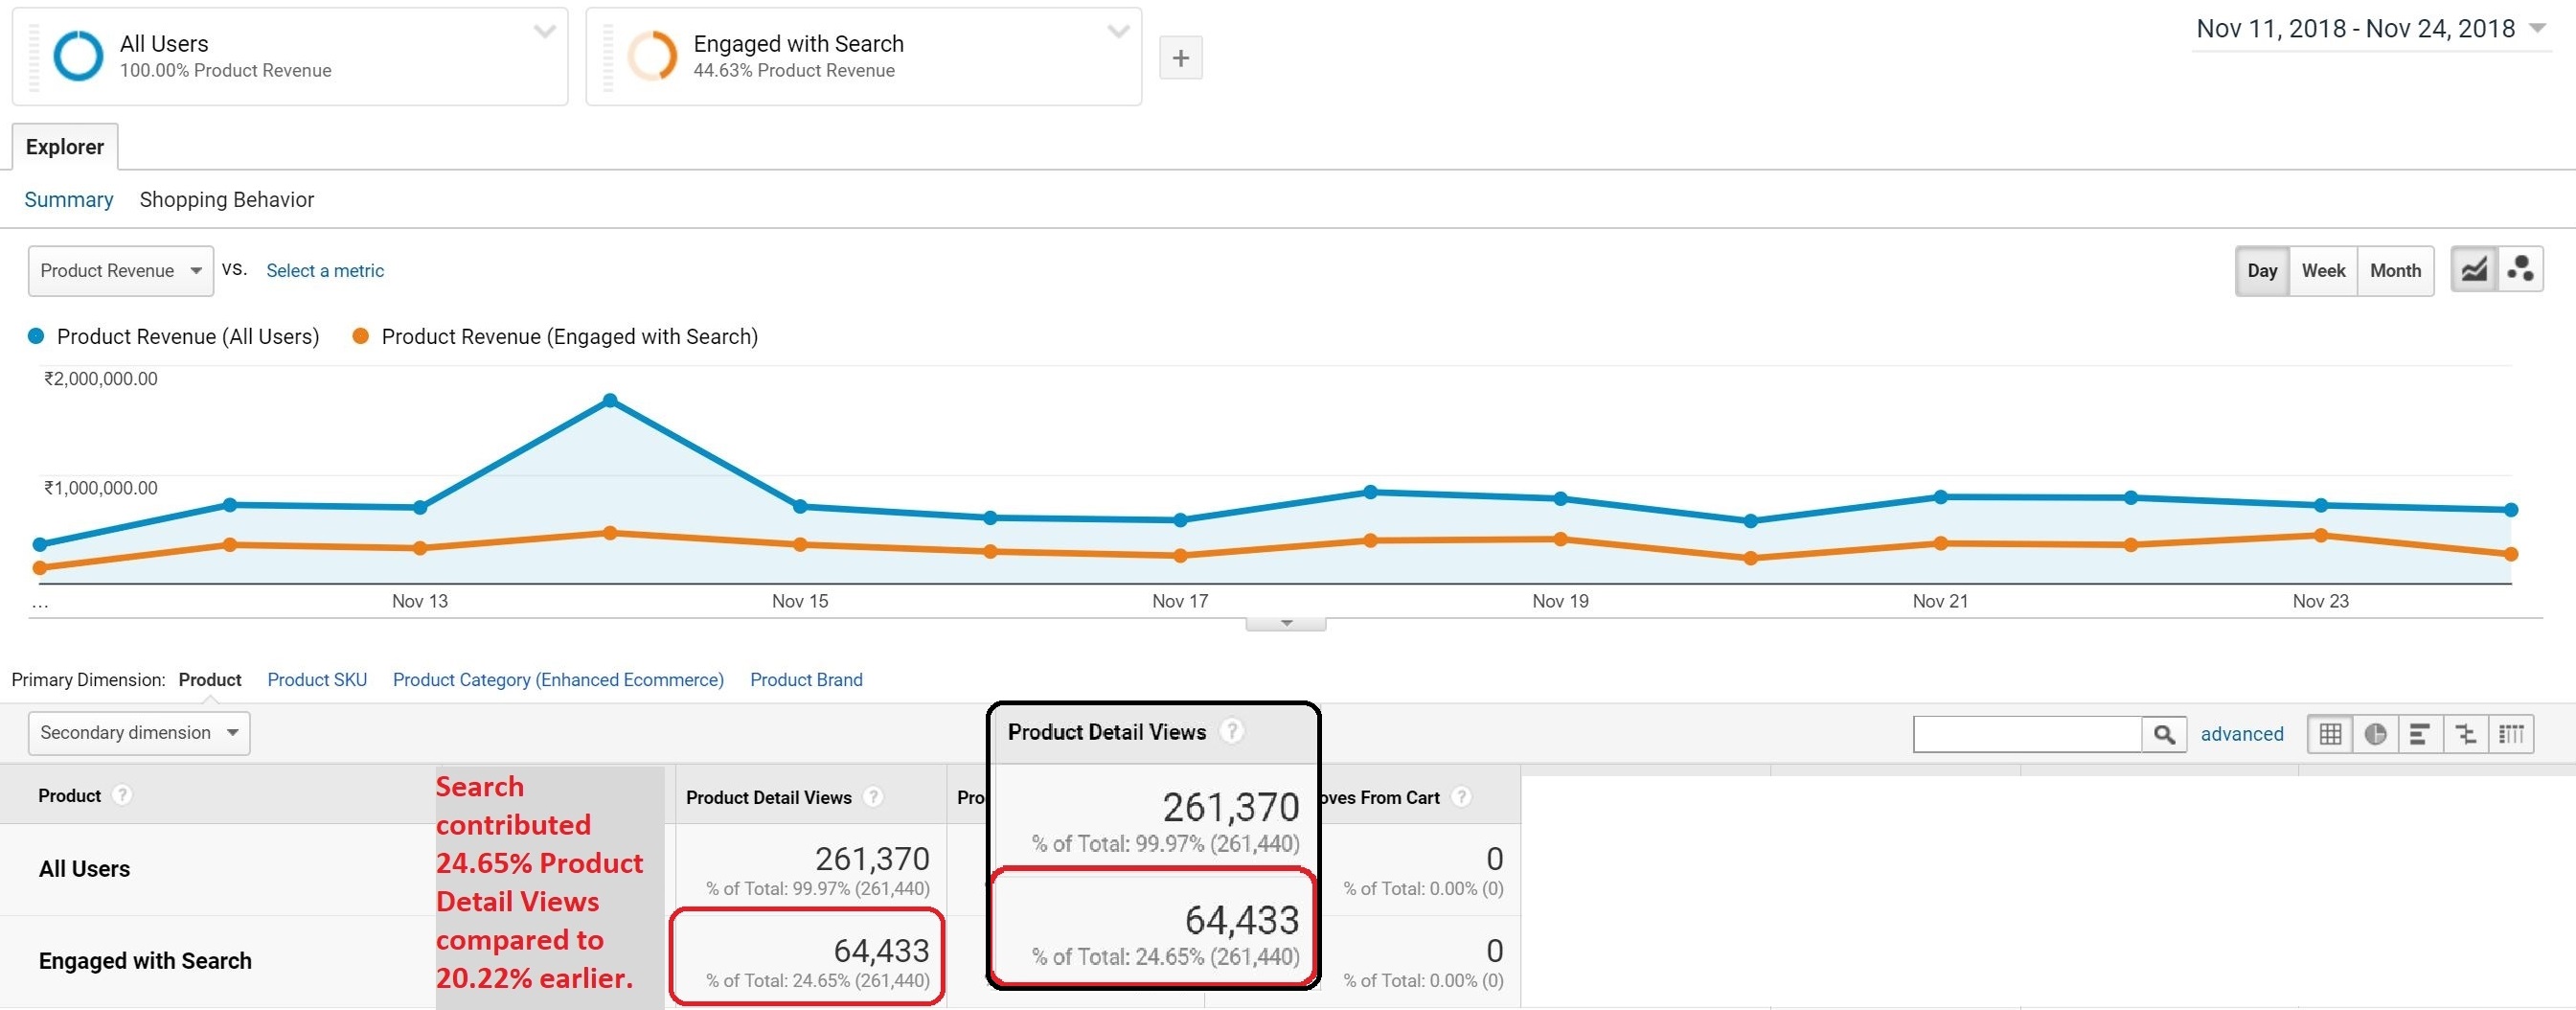 All Users
100.00% Product Revenue
Engaged with Search
44.63% Product Revenue
+
Nov 11, 2018 - Nov 24, 2018
Explorer
Summary Shopping Behavior
Product Revenue VS. Select a metric
Day Week Month
Product Revenue (All Users) Product Revenue (Engaged with Search)
₹2,000,000.00
₹1,000,000.00
... Nov 13 Nov 15 Nov 17 Nov 19 Nov 21 Nov 23
Primary Dimension: Product Product SKU Product Category (Enhanced Ecommerce) Product Brand
Secondary dimension
advanced
Product ?
Search
contributed
24.65% Product
Detail Views
compared to
20.22% earlier.
Product Detail Views ?
Pro
Product Detail Views ?
oves From Cart ?
All Users
261,370
% of Total: 99.97% (261,440)
261,370
% of Total: 99.97% (261,440)
0
% of Total: 0.00% (0)
Engaged with Search
64,433
% of Total: 24.65% (261,440)
64,433
% of Total: 24.65% (261,440)
0
% of Total: 0.00% (0)